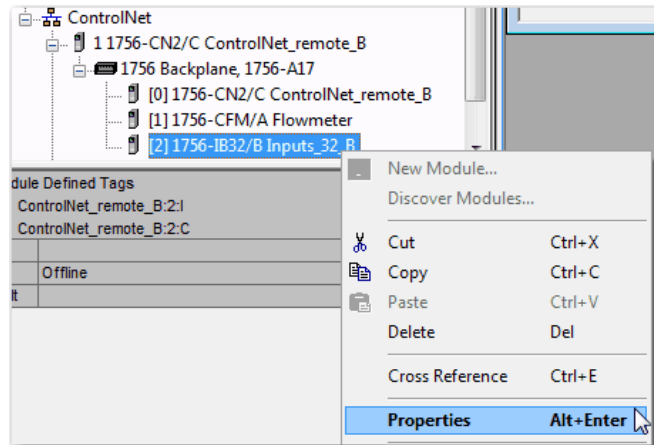 ControlNet
1 1756-CN2/C ControlNet_remote_B
1756 Backplane, 1756-A17
[0] 1756-CN2/C ControlNet_remote_B
[1] 1756-CFM/A Flowmeter
[2] 1756-IB32/B Inputs_32_B
dule Defined Tags
ControlNet_remote_B:2:I
ControlNet_remote_B:2:C
Offline
lt
New Module...
Discover Modules...
Cut Ctrl+X
Copy Ctrl+C
Paste Ctrl+V
Delete Del
Cross Reference Ctrl+E
Properties Alt+Enter